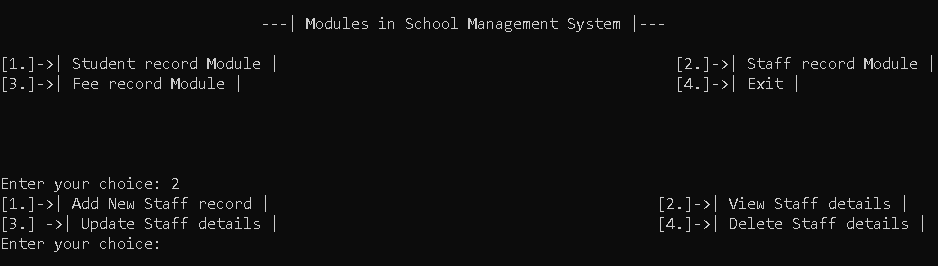 ---| Modules in School Management System |---
[1.]->| Student record Module | [2.]->| Staff record Module |
[3.]->| Fee record Module | [4.]->| Exit |
Enter your choice: 2
[1.]->| Add New Staff record | [2.]->| View Staff details |
[3.] ->| Update Staff details | [4.]->| Delete Staff details |
Enter your choice: